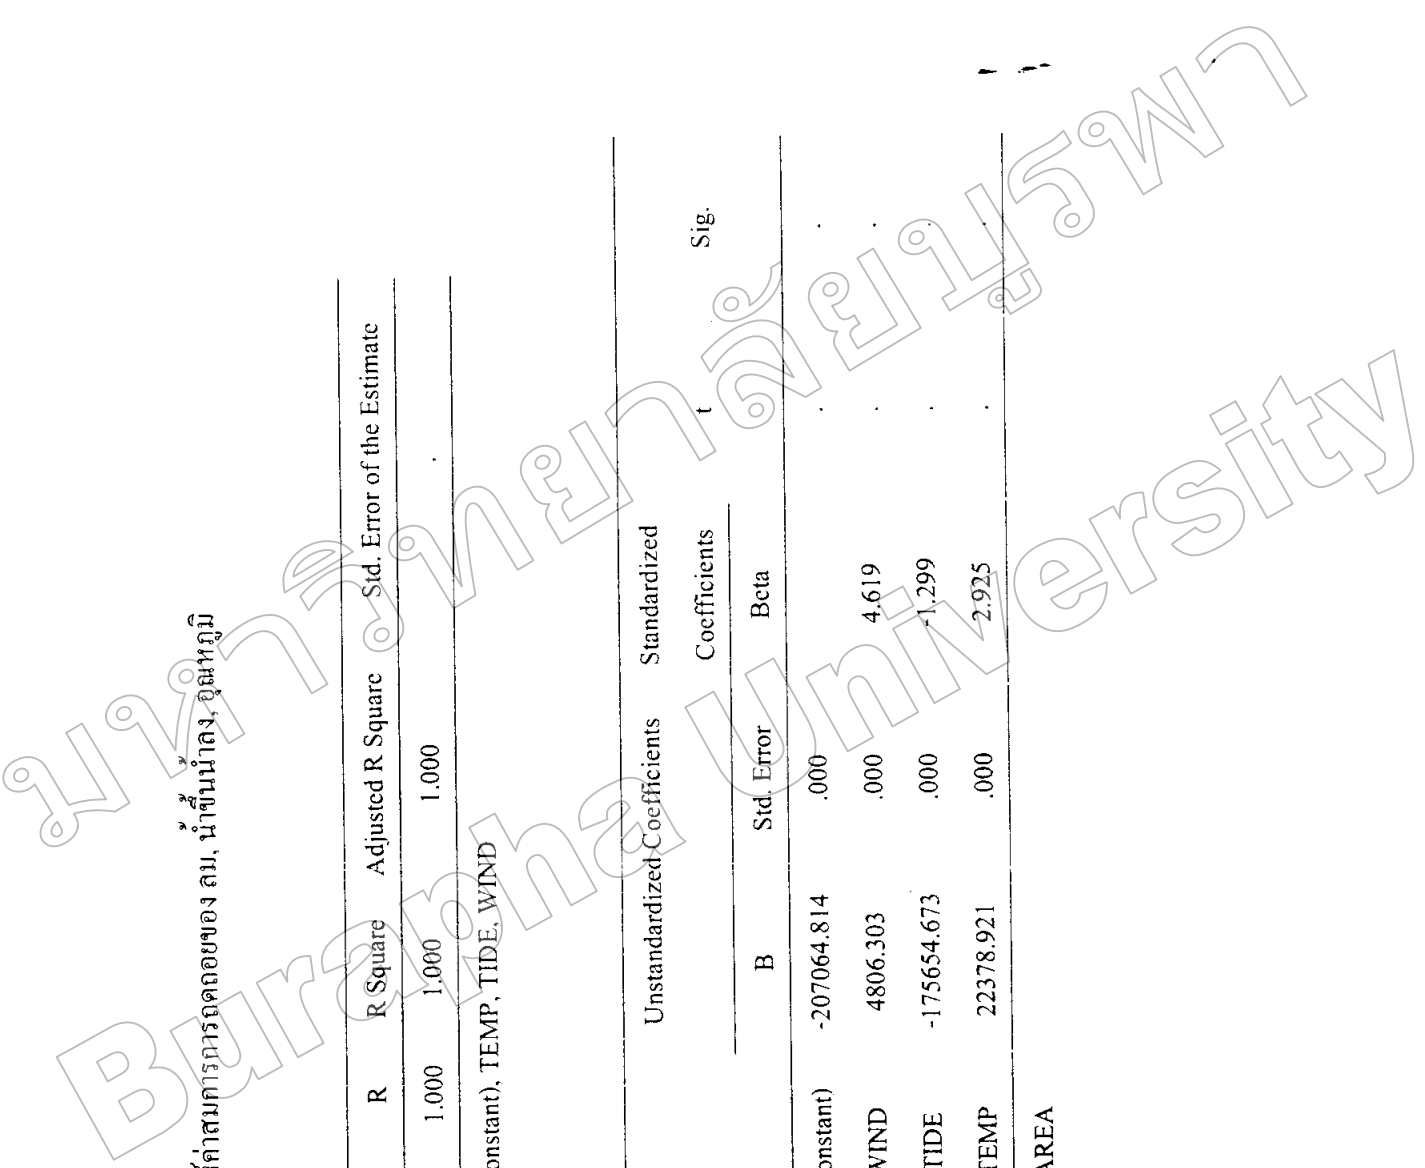 ค่าสมการการถดถอยของ ลม, น้ำขึ้นน้ำลง, อุณหภูมิ
R R Square Adjusted R Square Std. Error of the Estimate
1.000 1.000 1.000 .
onstant), TEMP, TIDE, WIND
Unstandardized Coefficients Standardized
Coefficients t Sig.
B Std. Error Beta
onstant) -207064.814 .000 . .
WIND 4806.303 .000 4.619 . .
TIDE -175654.673 .000 -1.299 . .
TEMP 22378.921 .000 2.925 . .
AREA
มหาวิทยาลัยบูรพา
Burapha University